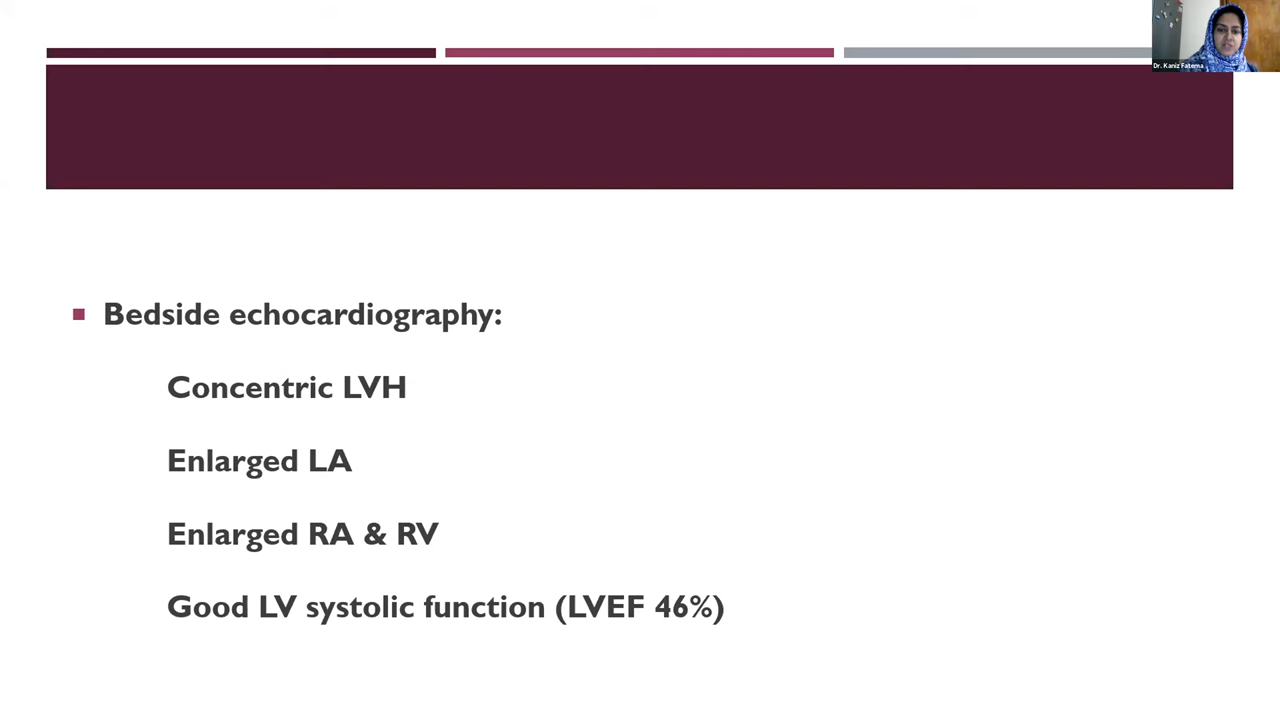 Dr. Kaniz Fatema
Bedside echocardiography:
Concentric LVH
Enlarged LA
Enlarged RA & RV
Good LV systolic function (LVEF 46%)